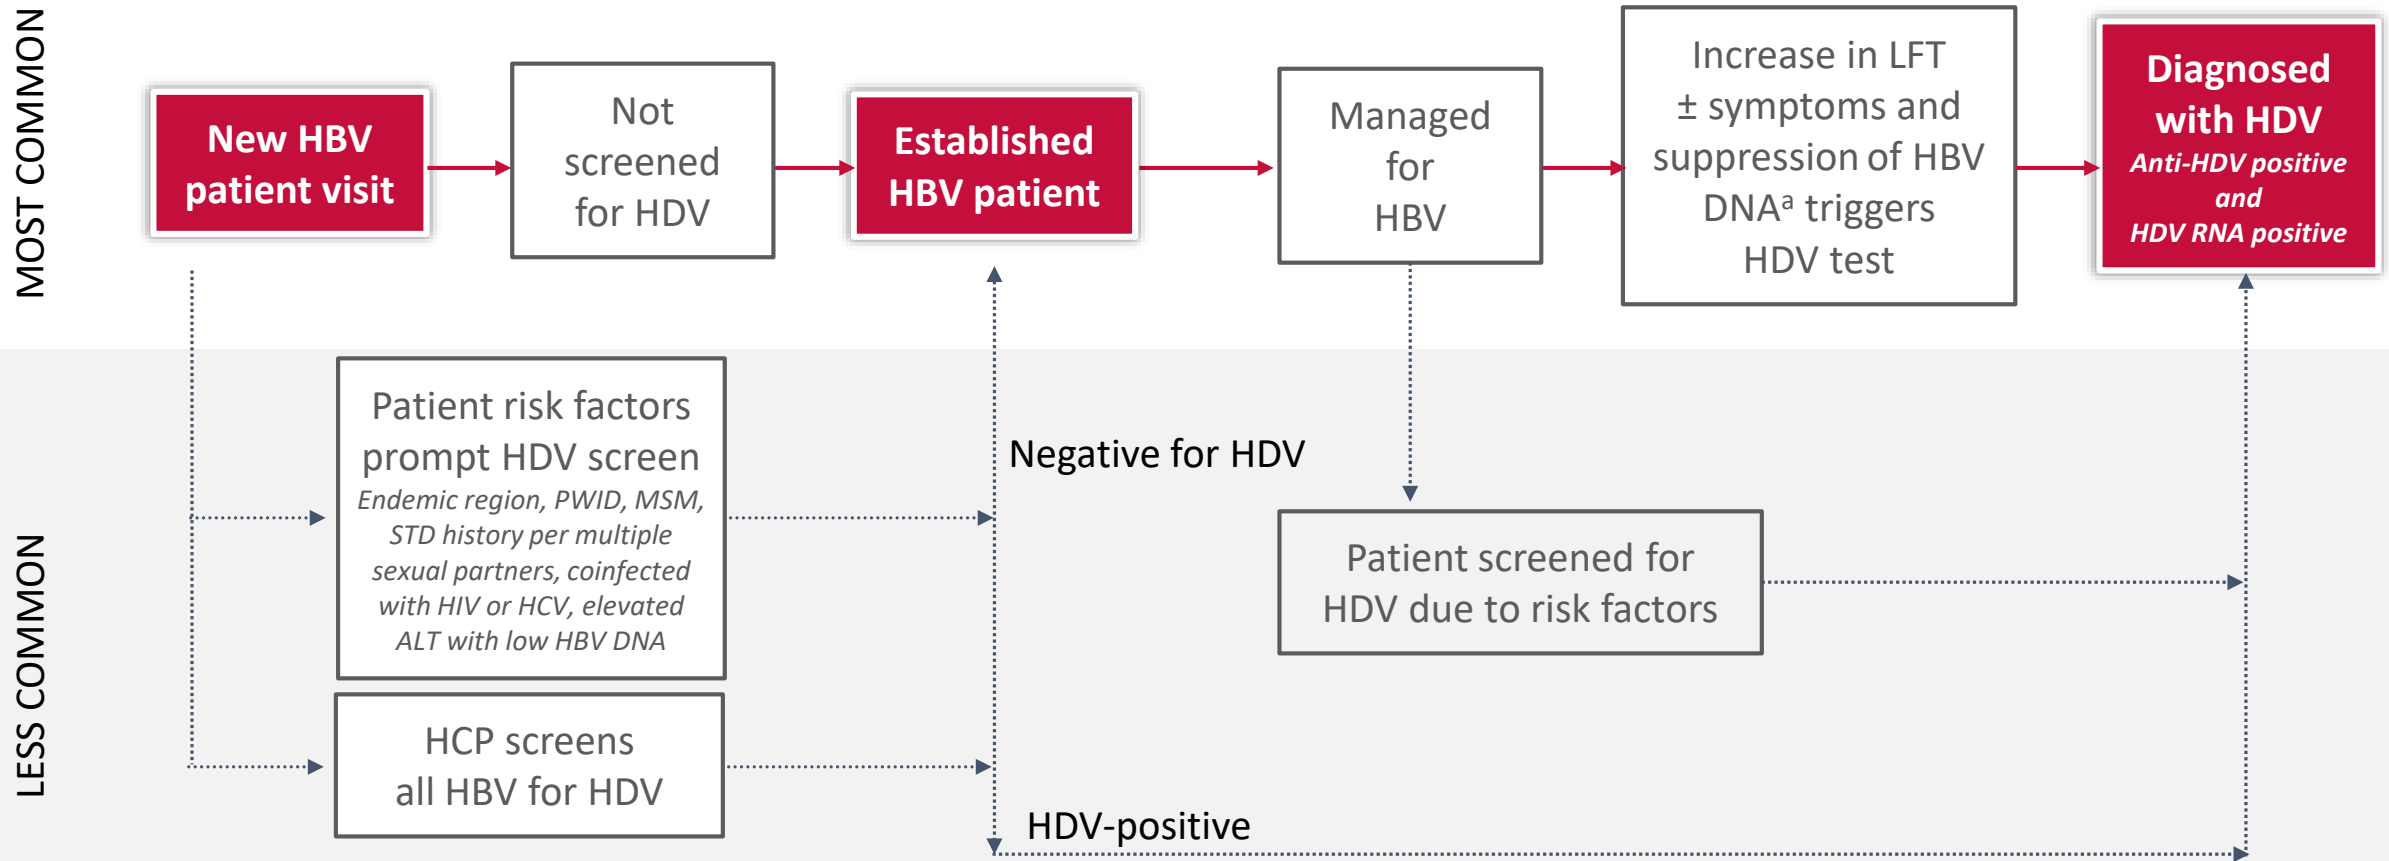 MOST COMMON
New HBV
patient visit
Not
screened
for HDV
Established
HBV patient
Managed
for
HBV
Increase in LFT
± symptoms and
suppression of HBV
DNAᵃ triggers
HDV test
Diagnosed
with HDV
Anti-HDV positive
and
HDV RNA positive
LESS COMMON
Patient risk factors
prompt HDV screen
Endemic region, PWID, MSM,
STD history per multiple
sexual partners, coinfected
with HIV or HCV, elevated
ALT with low HBV DNA
Negative for HDV
Patient screened for
HDV due to risk factors
HCP screens
all HBV for HDV
HDV-positive